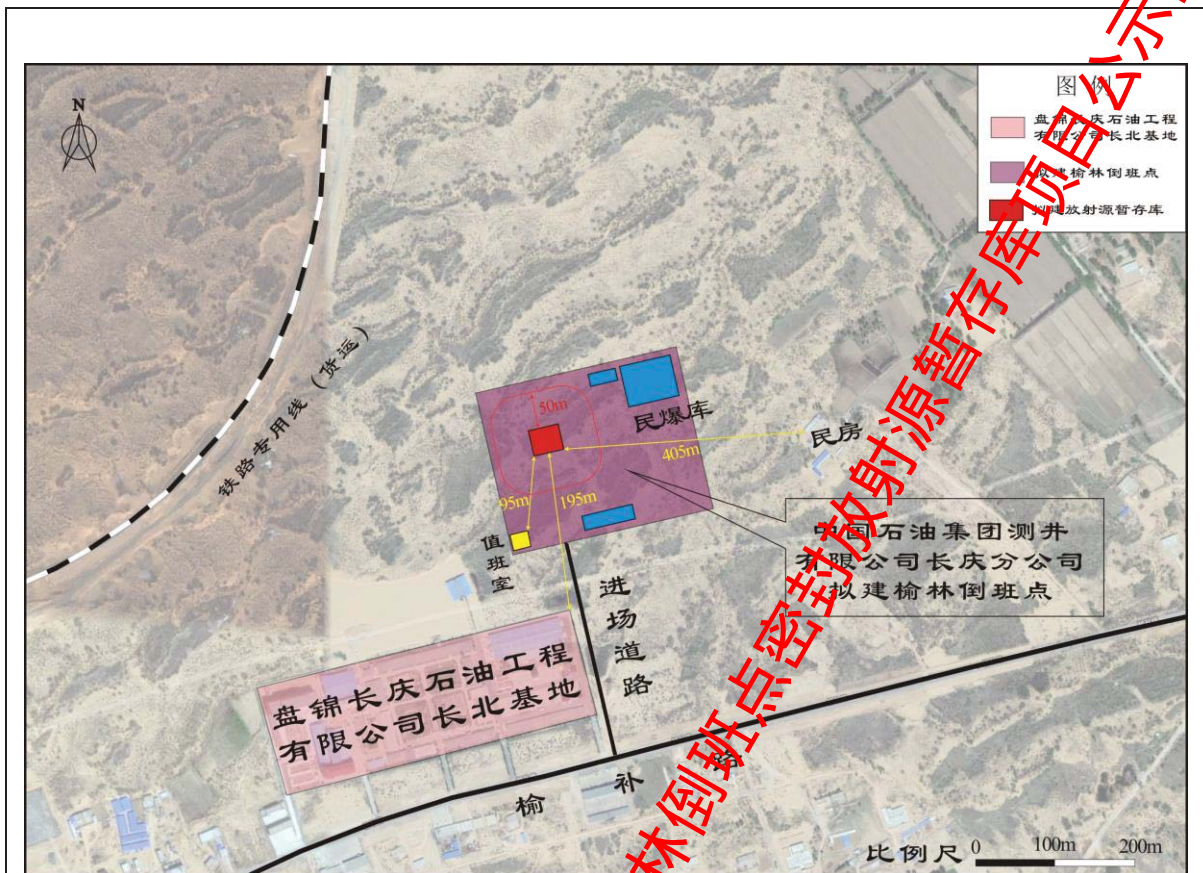 N
图 例
盘锦长庆石油工程
有限公司长北基地
拟建榆林倒班点
拟建放射源暂存库
铁路专用线（货运）
50m
民爆库
民房
405m
95m
195m
值班室
中国石油集团测井
有限公司长庆分公司
拟建榆林倒班点
进场道路
盘锦长庆石油工程
有限公司长北基地
榆补路
比例尺 0 100m 200m
林倒班点密封放射源暂存库项目公示